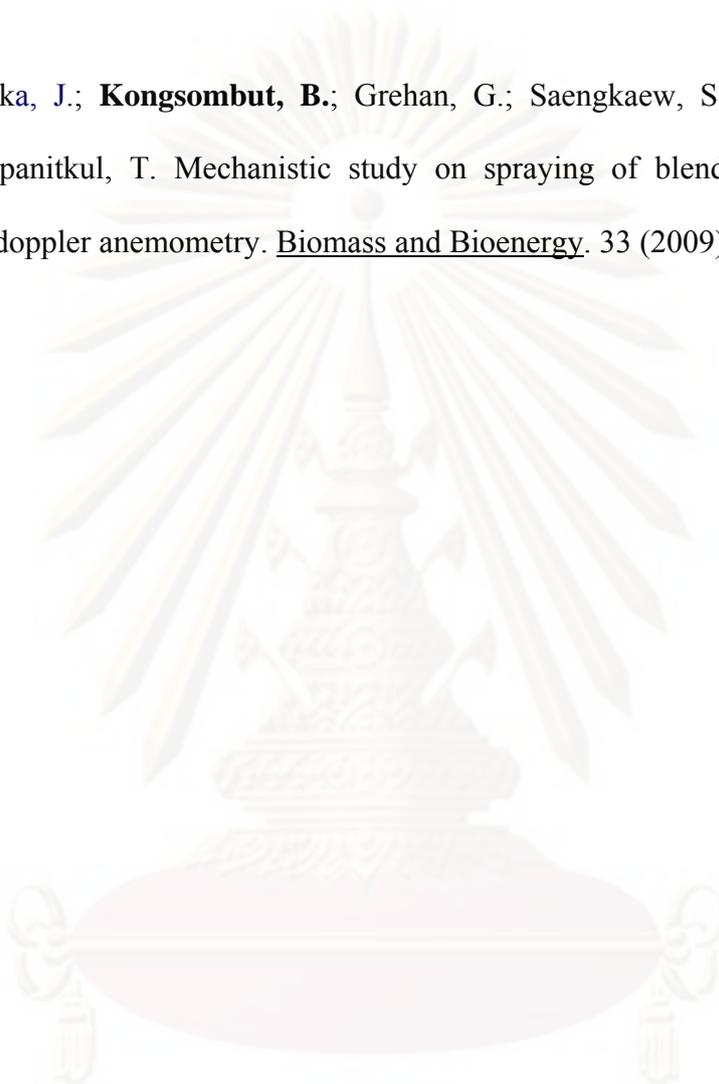 ka, J.; Kongsombut, B.; Grehan, G.; Saengkaew, S
panitkul, T. Mechanistic study on spraying of blend
doppler anemometry. Biomass and Bioenergy. 33 (2009)